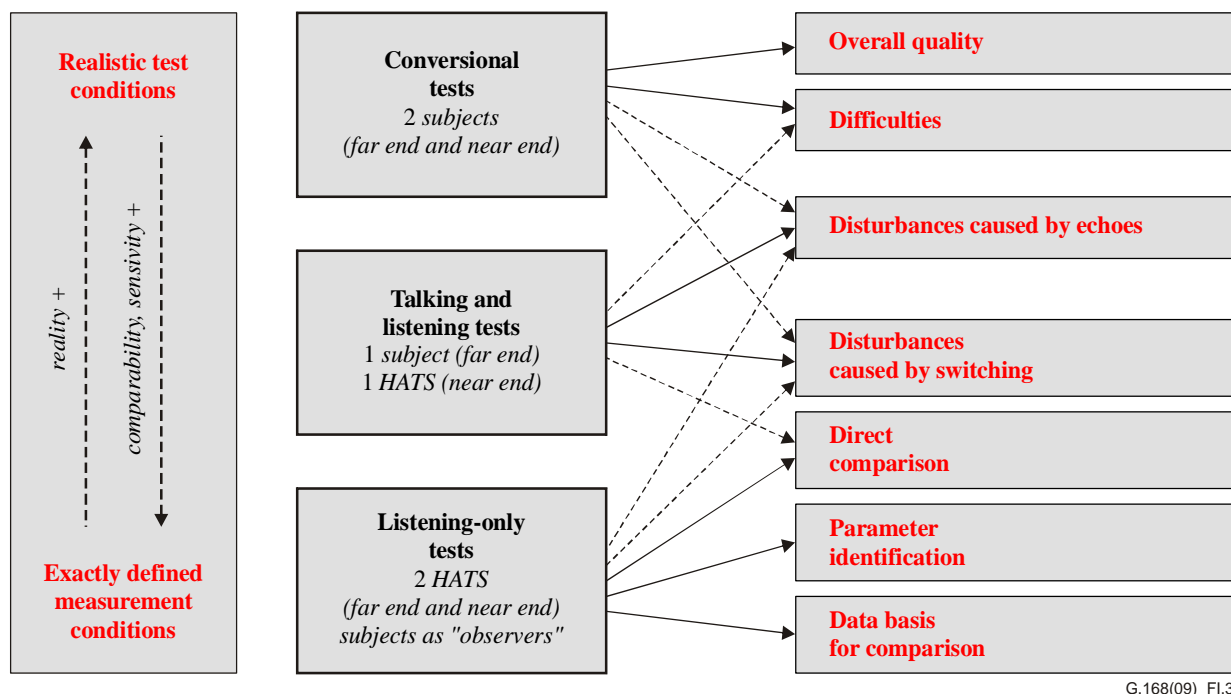 Realistic test
conditions
reality +
comparability, sensivity +
Exactly defined
measurement
conditions
Conversional
tests
2 subjects
(far end and near end)
Talking and
listening tests
1 subject (far end)
1 HATS (near end)
Listening-only
tests
2 HATS
(far end and near end)
subjects as "observers"
Overall quality
Difficulties
Disturbances caused by echoes
Disturbances
caused by switching
Direct
comparison
Parameter
identification
Data basis
for comparison
G.168(09)_FI.3